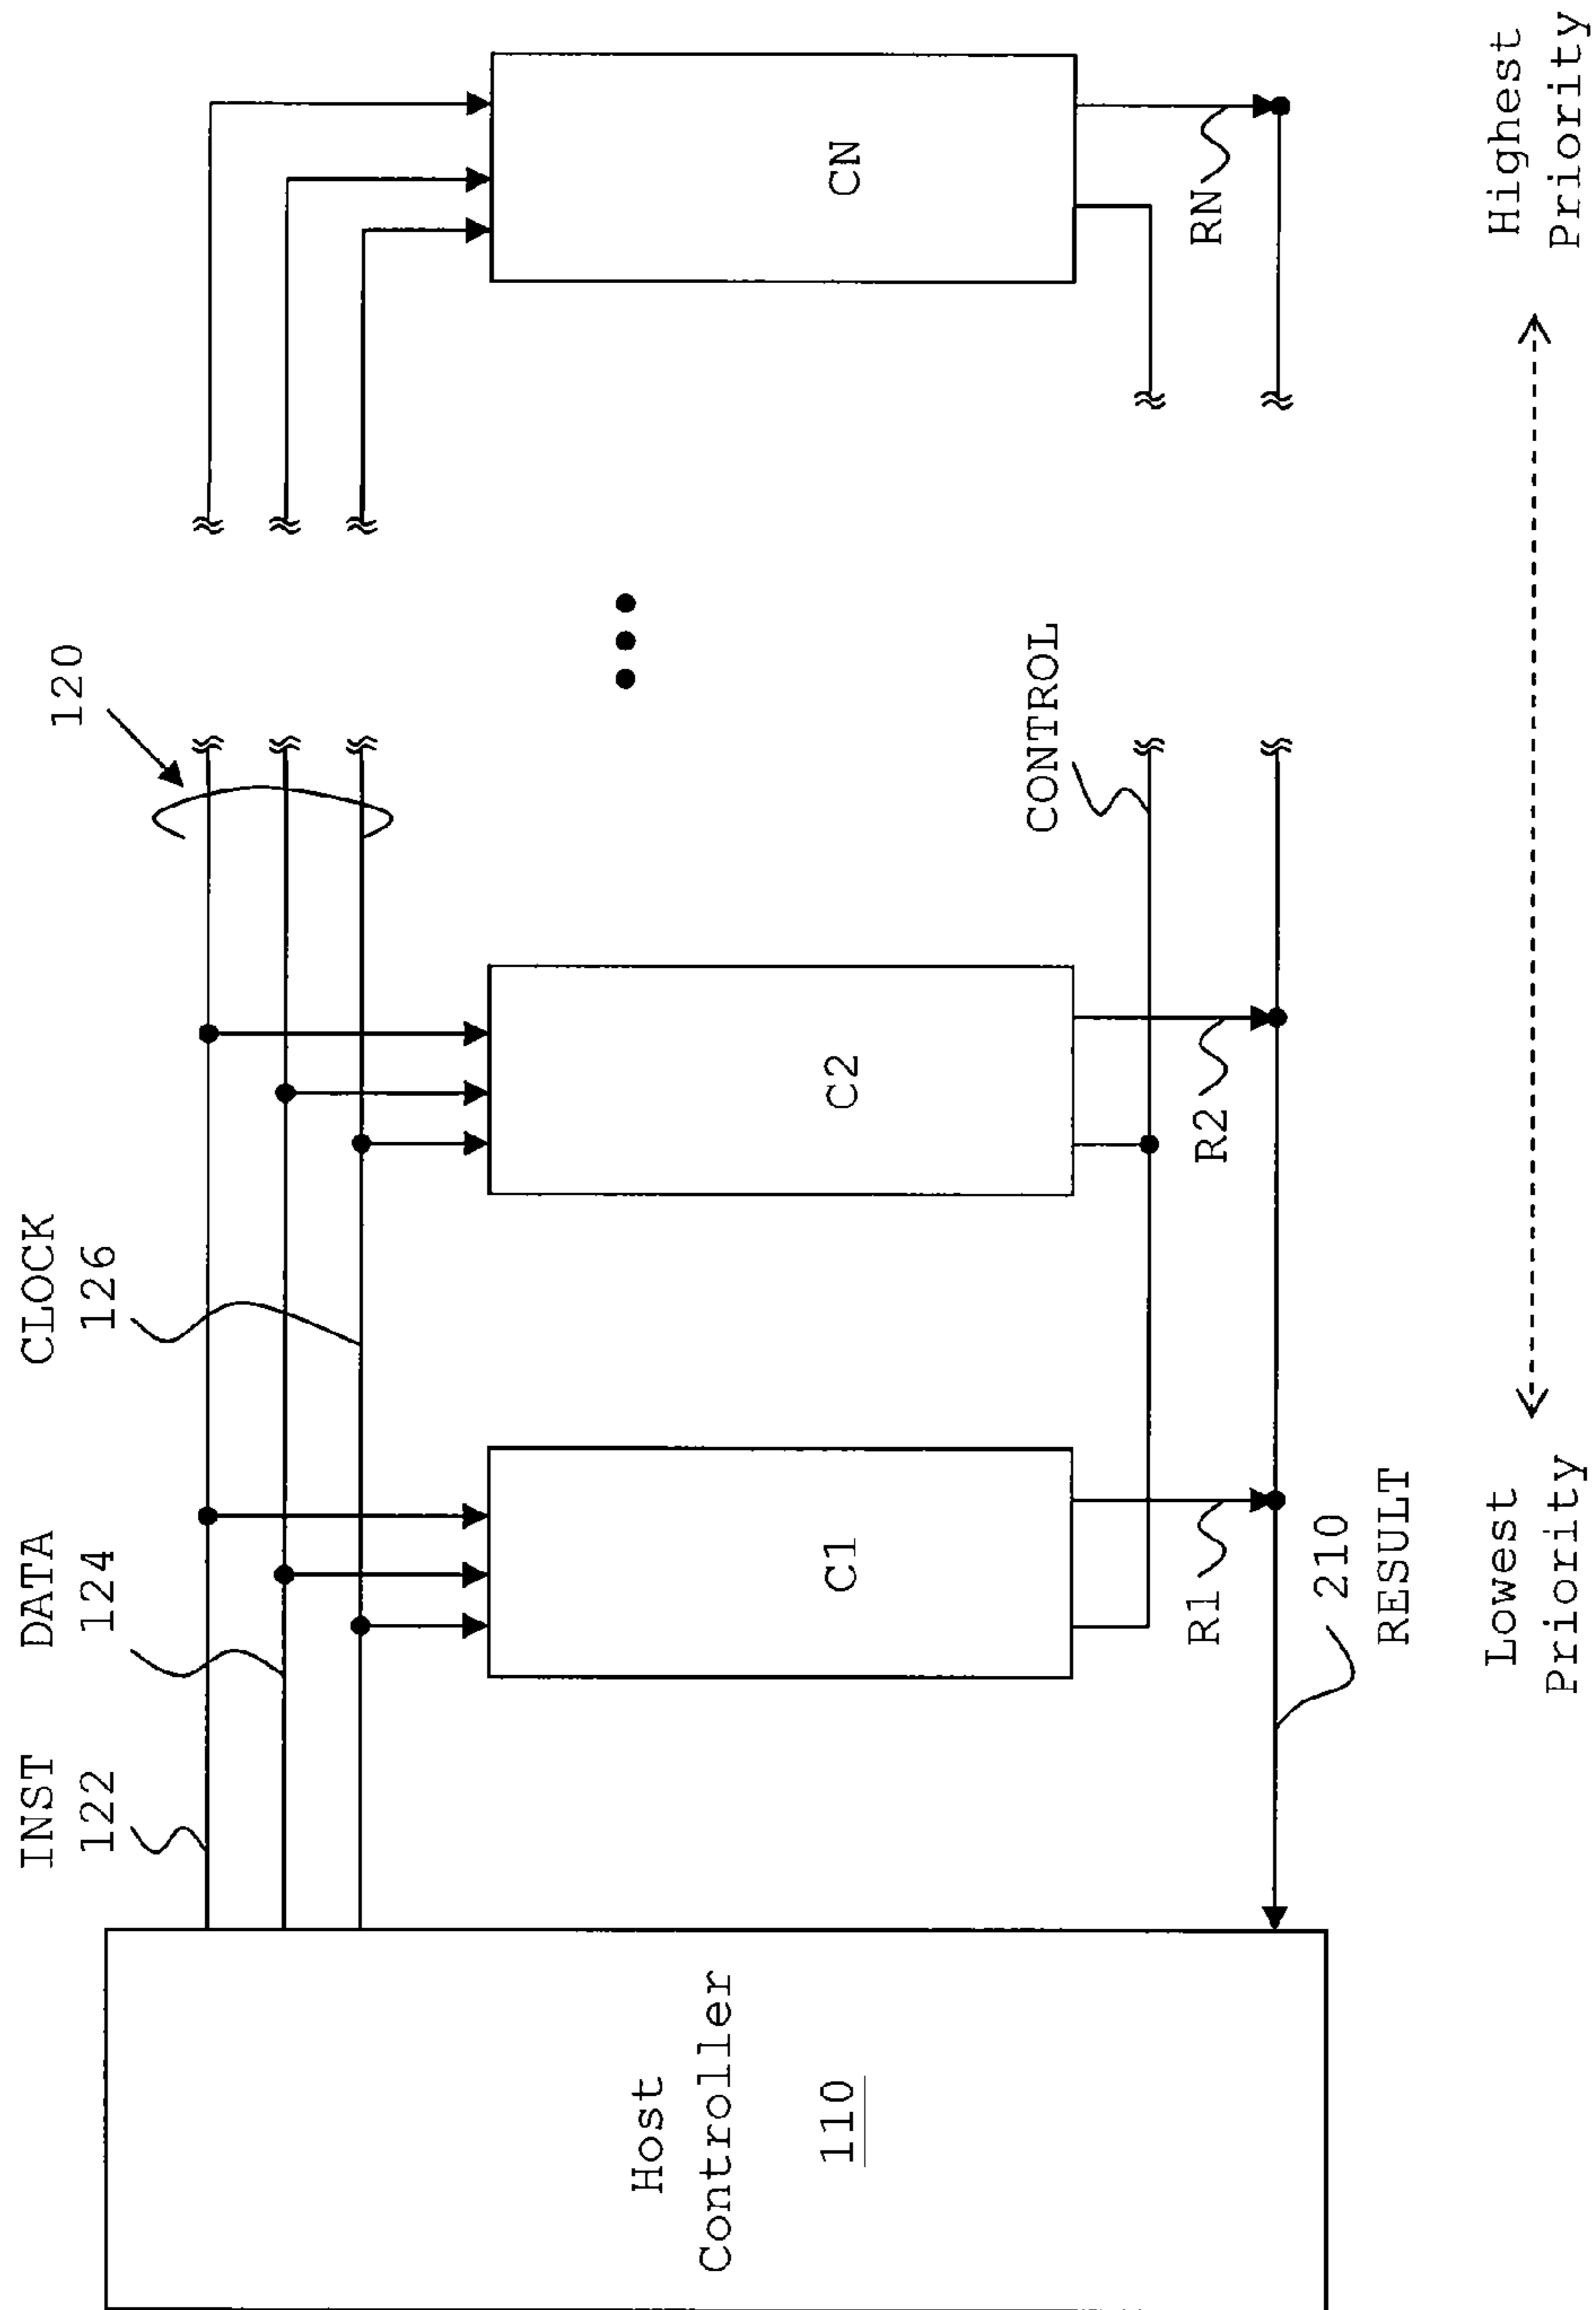 120
INST
122
DATA
124
CLOCK
126
Host
Controller
110
C1
C2
CN
CONTROL
R1
R2
RN
210
RESULT
Lowest
Priority
Highest
Priority